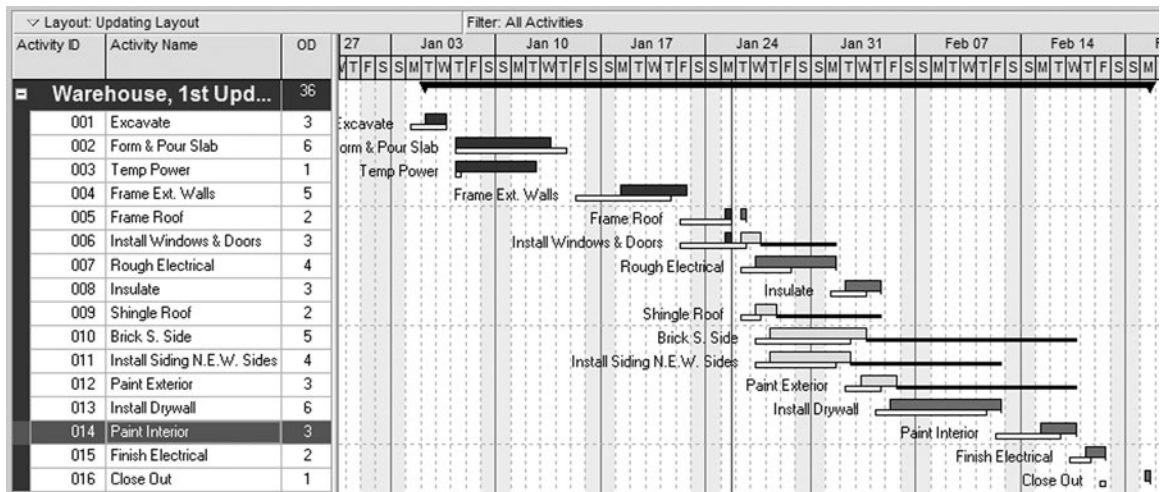 Layout: Updating Layout Filter: All Activities
Activity ID Activity Name OD 27 Jan 03 Jan 10 Jan 17 Jan 24 Jan 31 Feb 07 Feb 14 F
T F S S M T W T F S S M T W T F S S M T W T F S S M T W T F S S M T W T F S S M T W T F S S M T W T F S S M
Warehouse, 1st Upd... 36
001 Excavate 3 Excavate
002 Form & Pour Slab 6 orm & Pour Slab
003 Temp Power 1 Temp Power
004 Frame Ext. Walls 5 Frame Ext. Walls
005 Frame Roof 2 Frame Roof
006 Install Windows & Doors 3 Install Windows & Doors
007 Rough Electrical 4 Rough Electrical
008 Insulate 3 Insulate
009 Shingle Roof 2 Shingle Roof
010 Brick S. Side 5 Brick S. Side
011 Install Siding N.E.W. Sides 4 Install Siding N.E.W. Sides
012 Paint Exterior 3 Paint Exterior
013 Install Drywall 6 Install Drywall
014 Paint Interior 3 Paint Interior
015 Finish Electrical 2 Finish Electrical
016 Close Out 1 Close Out